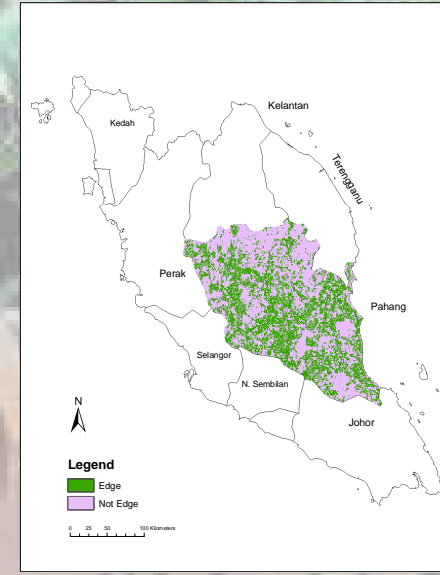 Kelantan
Kedah
Terengganu
Perak
Pahang
Selangor
N. Sembilan
Johor
N
Legend
Edge
Not Edge
0 25 50 100 Kilometers